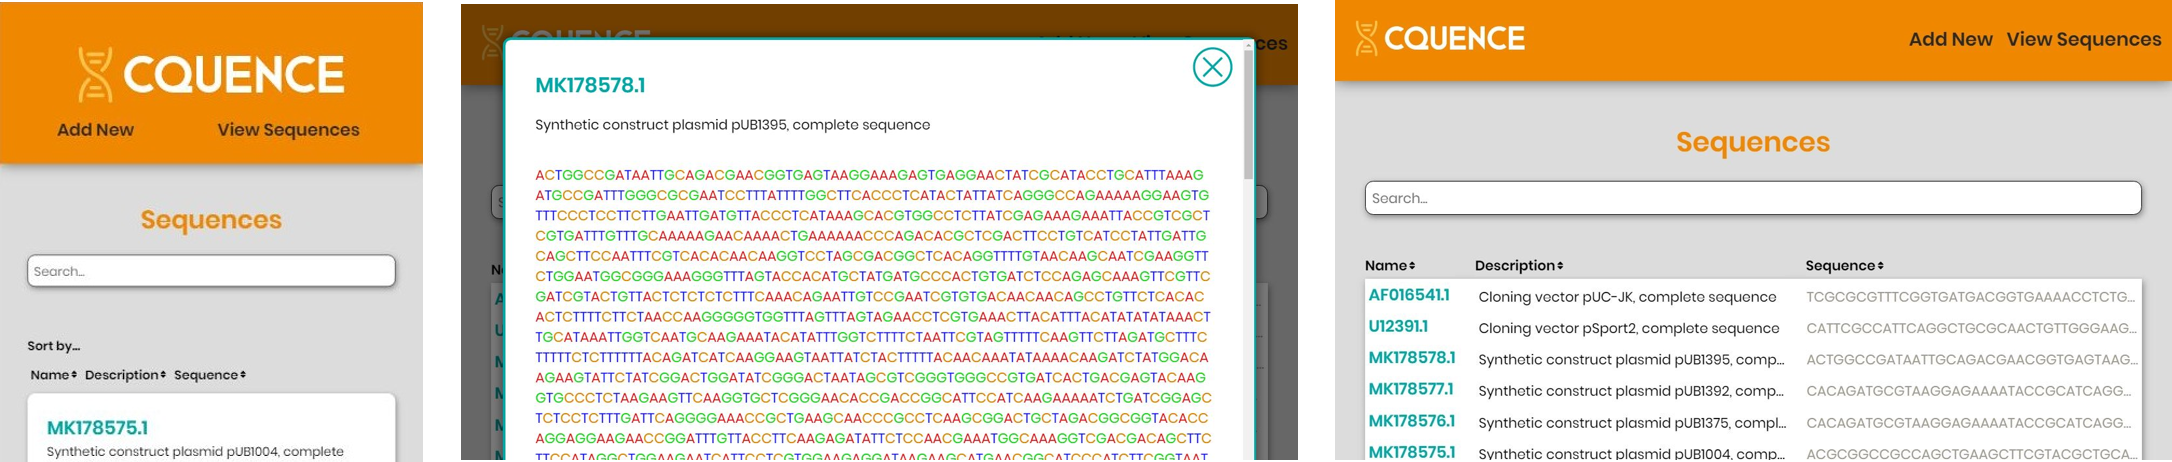 CQUENCE
Add New View Sequences
Sequences
Search...
Sort by...
Name Description Sequence
MK178575.1
Synthetic construct plasmid pUB1004, complete
MK178578.1
Synthetic construct plasmid pUB1395, complete sequence
ACTGGCCGATAATTGCAGACGAACGGTGAGTAAGGAAAGAGTGAGGAACTATCGCATACCTGCATTTAAAG
ATGCCGATTTGGGCGCGAATCCTTTATTTTGGCTTCACCCTCATACTATTATCAGGGCCAGAAAAAGGAAGTG
TTTCCCTCCTTCTTGAATTGATGTTACCCTCATAAAGCACGTGGCCTCTTATCGAGAAAGAAATTACCGTCGCT
CGTGATTTGTTTGCAAAAAGAACAAAACTGAAAAAACCCAGACACGCTCGACTTCCTGTCATCCTATTGATTG
CAGCTTCCAATTTCGTCACACAACAAGGTCCTAGCGACGGCTCACAGGTTTTGTAACAAGCAATCGAAGGTT
CTGGAATGGCGGGAAAGGGTTTAGTACCACATGCTATGATGCCCACTGTGATCTCCAGAGCAAAGTTCGTTC
GATCGTACTGTTACTCTCTCTCTTTCAAACAGAATTGTCCGAATCGTGTGACAACAACAGCCTGTTCTCACAC
ACTCTTTTCTTCTAACCAAGGGGGTGGTTTAGTTTAGTAGAACCTCGTGAAACTTACATTTACATATATATAAACT
TGCATAAATTGGTCAATGCAAGAAATACATATTTGGTCTTTTCTAATTCGTAGTTTTTCAAGTTCTTAGATGCTTTC
TTTTTCTCTTTTTTACAGATCATCAAGGAAGTAATTATCTACTTTTTACAACAAATATAAAACAAGATCTATGGACA
AGAAGTATTCTATCGGACTGGATATCGGGACTAATAGCGTCGGGTGGGCCGTGATCACTGACGAGTACAAG
GTGCCCTCTAAGAAGTTCAAGGTGCTCGGGAACACCGACCGGCATTCCATCAAGAAAAATCTGATCGGAGC
TCTCCTCTTTGATTCAGGGGAAACCGCTGAAGCAACCCGCCTCAAGCGGACTGCTAGACGGCGGTACACC
AGGAGGAAGAACCGGATTTGTTACCTTCAAGAGATATTCTCCAACGAAATGGCAAAGGTCGACGACAGCTTC
TTCCATAGGCTGGAAGAATCATTCCTCGTGGAAGAGGATAAGAAGCATGAACGGCATCCCATCTTCGGTAAT
CQUENCE
Add New View Sequences
Sequences
Search...
Name Description Sequence
AF016541.1 Cloning vector pUC-JK, complete sequence TCGCGCGTTTCGGTGATGACGGTGAAAACCTCTG...
U12391.1 Cloning vector pSport2, complete sequence CATTCGCCATTCAGGCTGCGCAACTGTTGGGAAG...
MK178578.1 Synthetic construct plasmid pUB1395, comp... ACTGGCCGATAATTGCAGACGAACGGTGAGTAAG...
MK178577.1 Synthetic construct plasmid pUB1392, comp... CACAGATGCGTAAGGAGAAAATACCGCATCAGG...
MK178576.1 Synthetic construct plasmid pUB1375, compl... CACAGATGCGTAAGGAGAAAATACCGCATCAGG...
MK178575.1 Synthetic construct plasmid pUB1004, com... ACGCGGCCGCCAGCTGAAGCTTCGTACGCTGCA...